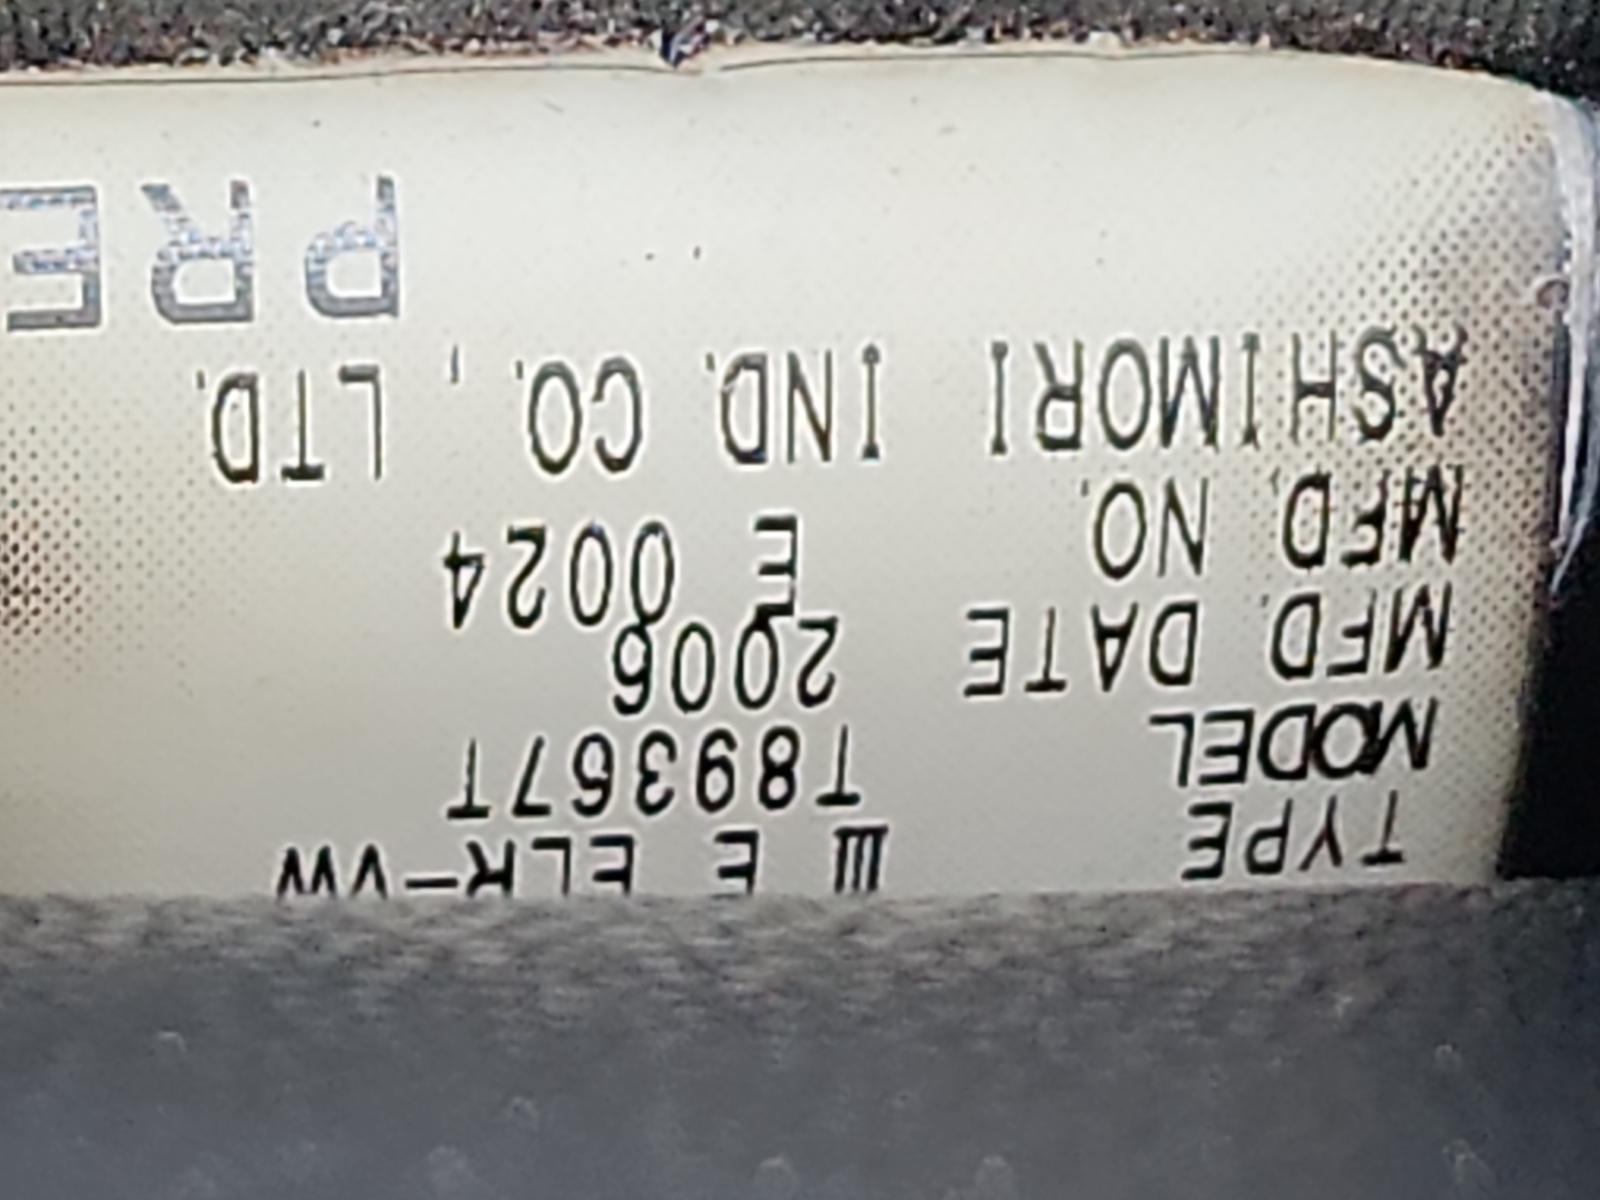 TYPE III E ELR-VW
MODEL T89367T
MFD. DATE 2006
MFD. NO. E 0024
ASHIMORI IND. CO., LTD.
PRE